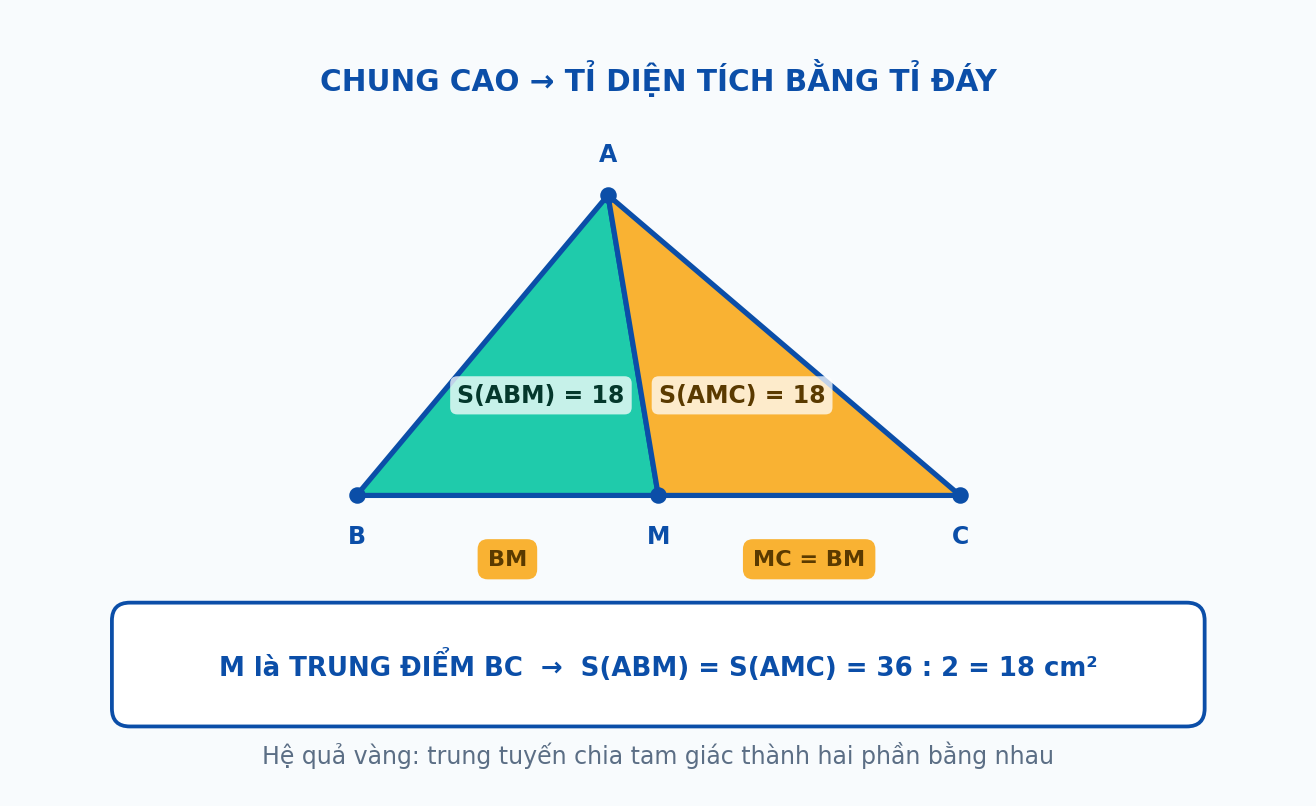 CHUNG CAO → TỈ DIỆN TÍCH BẰNG TỈ ĐÁY
A
S(ABM) = 18
S(AMC) = 18
B
M
C
BM
MC = BM
M là TRUNG ĐIỂM BC → S(ABM) = S(AMC) = 36 : 2 = 18 cm²
Hệ quả vàng: trung tuyến chia tam giác thành hai phần bằng nhau